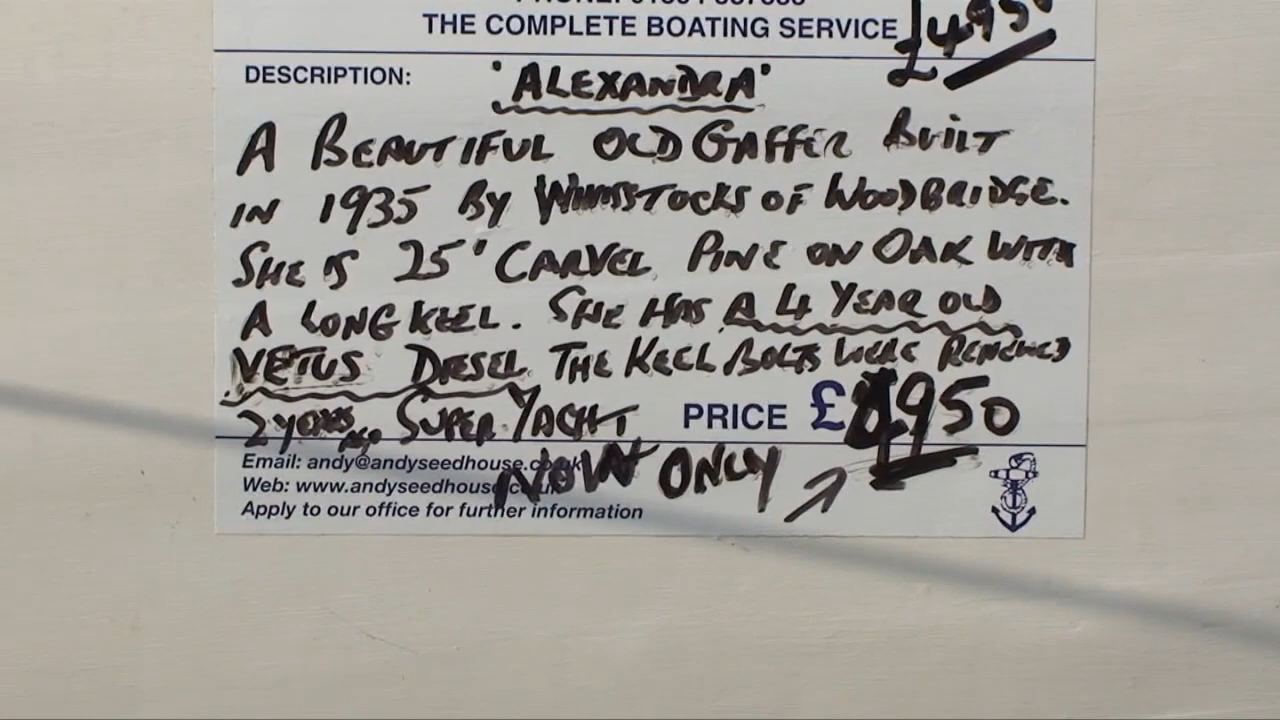 THE COMPLETE BOATING SERVICE
£4950
DESCRIPTION: 'ALEXANDRA'
A BEAUTIFUL OLD GAFFER BUILT
IN 1935 BY WHISSTOCKS OF WOODBRIDGE.
SHE IS 25' CARVEL PINE ON OAK WITH
A LONG KEEL. SHE HAS A 4 YEAR OLD
VETUS DIESEL THE KEEL BOLTS WERE RENEWED
2 YEARS AGO SUPER YACHT
PRICE £4950
NOW ONLY
Email: andy@andyseedhouse.co.uk
Web: www.andyseedhouse.co.uk
Apply to our office for further information